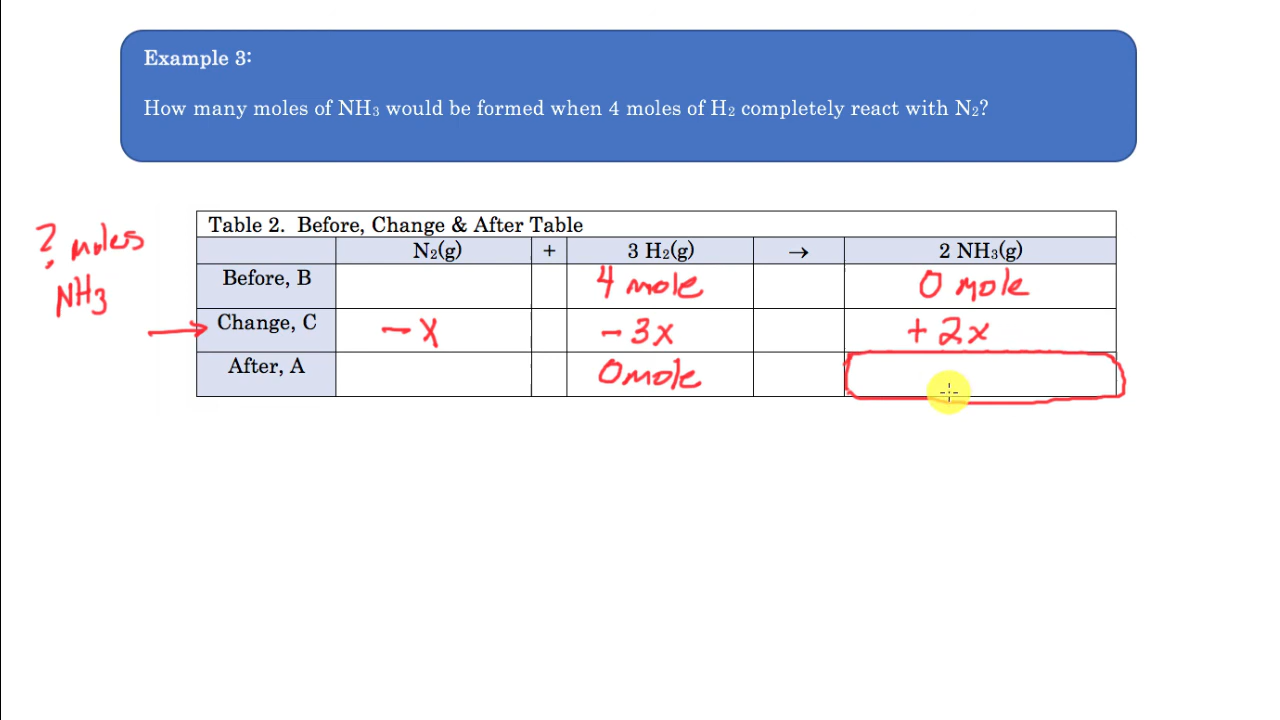 Example 3:
How many moles of NH₃ would be formed when 4 moles of H₂ completely react with N₂?
? moles
NH3
Table 2. Before, Change & After Table
N₂(g) + 3 H₂(g) → 2 NH₃(g)
Before, B 4 mole 0 mole
Change, C - X - 3x + 2x
After, A 0 mole